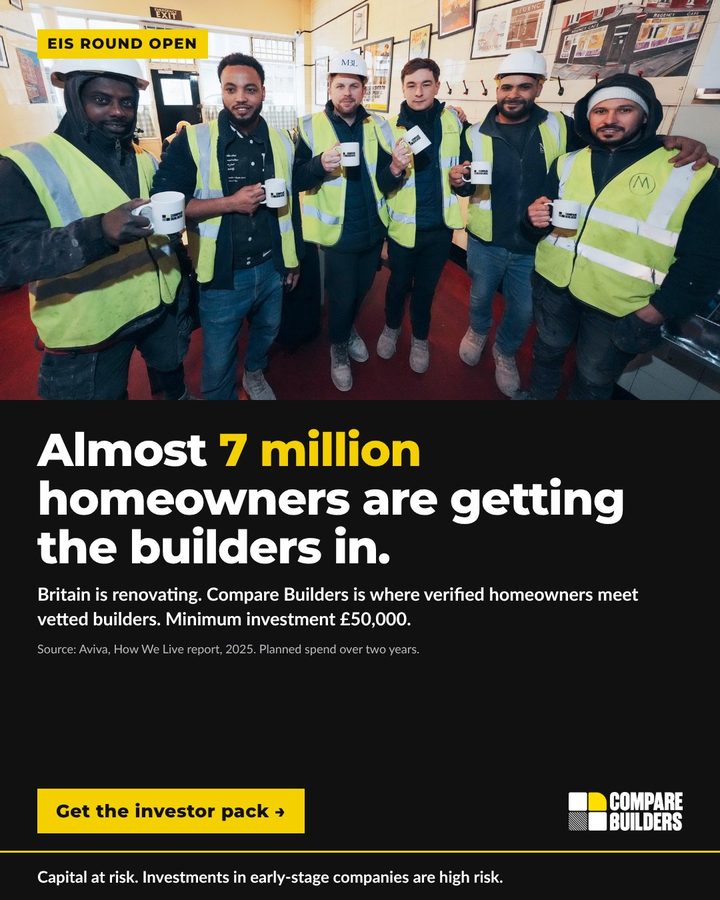 EXIT
EIS ROUND OPEN
MBL
REGENCY CAFE
Almost 7 million
homeowners are getting
the builders in.
Britain is renovating. Compare Builders is where verified homeowners meet
vetted builders. Minimum investment £50,000.
Source: Aviva, How We Live report, 2025. Planned spend over two years.
Get the investor pack →
COMPARE
BUILDERS
Capital at risk. Investments in early-stage companies are high risk.